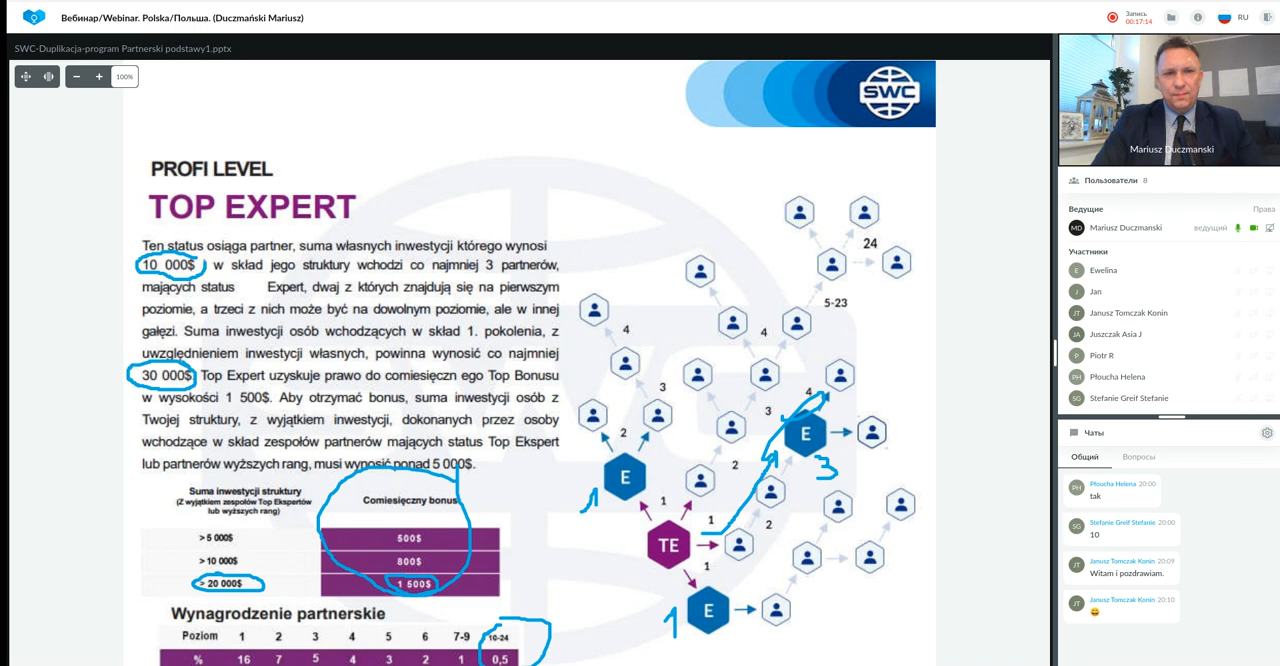 Вебинар/Webinar. Polska/Польша. (Duczmański Mariusz)
Запись
00:17:14
RU
SWC-Duplikacja-program Partnerski podstawy1.pptx
100%
SWC
PROFI LEVEL
TOP EXPERT
Ten status osiąga partner, suma własnych inwestycji którego wynosi
10 000$ w skład jego struktury wchodzi co najmniej 3 partnerów,
mających status Expert, dwaj z których znajdują się na pierwszym
poziomie, a trzeci z nich może być na dowolnym poziomie, ale w innej
gałęzi. Suma inwestycji osób wchodzących w skład 1. pokolenia, z
uwzględnieniem inwestycji własnych, powinna wynosić co najmniej
30 000$. Top Expert uzyskuje prawo do comiesięczn ego Top Bonusu
w wysokości 1 500$. Aby otrzymać bonus, suma inwestycji osób z
Twojej struktury, z wyjątkiem inwestycji, dokonanych przez osoby
wchodzące w skład zespołów partnerów mających status Top Ekspert
lub partnerów wyższych rang, musi wynosić ponad 5 000$.
Suma inwestycji struktury
(Z wyjątkiem zespołów Top Ekspertów
lub wyższych rang)
Comiesięczny bonus
> 5 000$ 500$
> 10 000$ 800$
> 20 000$ 1 500$
Wynagrodzenie partnerskie
Poziom 1 2 3 4 5 6 7-9 10-24
% 16 7 5 4 3 2 1 0,5
24
5-23
4
4
3
4
3
2
E
3
E
1
2
1
1
2
TE
1
E
1
Mariusz Duczmanski
Пользователи 8
Ведущие Права
MD Mariusz Duczmanski ведущий
Участники
E Ewelina
J Jan
JT Janusz Tomczak Konin
JA Juszczak Asia J
P Piotr R
PH Płoucha Helena
SG Stefanie Greif Stefanie
Чаты
Общий Вопросы
PH Płoucha Helena 20:00
tak
SG Stefanie Greif Stefanie 20:00
10
JT Janusz Tomczak Konin 20:09
Witam i pozdrawiam.
JT Janusz Tomczak Konin 20:10
😄